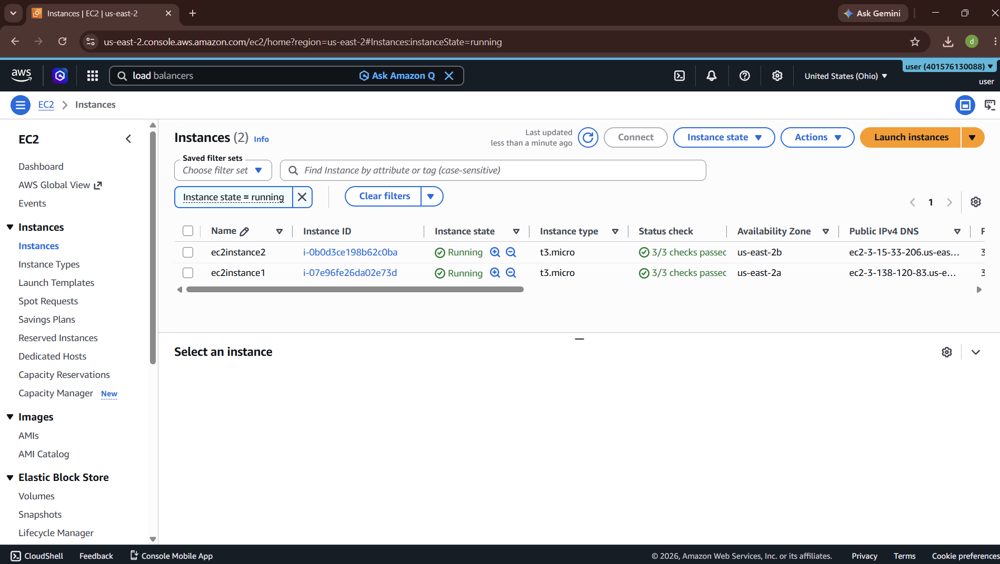 Instances | EC2 | us-east-2
Ask Gemini
us-east-2.console.aws.amazon.com/ec2/home?region=us-east-2#Instances:instanceState=running
d
aws
load balancers
Ask Amazon Q
United States (Ohio)
user (401576130088)
user
EC2
Instances
EC2
Dashboard
AWS Global View
Events
Instances
Instances
Instance Types
Launch Templates
Spot Requests
Savings Plans
Reserved Instances
Dedicated Hosts
Capacity Reservations
Capacity Manager New
Images
AMIs
AMI Catalog
Elastic Block Store
Volumes
Snapshots
Lifecycle Manager
Instances (2) Info
Last updated
less than a minute ago
Connect
Instance state
Actions
Launch instances
Saved filter sets
Choose filter set
Find Instance by attribute or tag (case-sensitive)
Instance state = running
Clear filters
1
Name Instance ID Instance state Instance type Status check Availability Zone Public IPv4 DNS
ec2instance2 i-0b0d3ce198b62c0ba Running t3.micro 3/3 checks passed us-east-2b ec2-3-15-33-206.us-eas… 3
ec2instance1 i-07e96fe26da02e73d Running t3.micro 3/3 checks passed us-east-2a ec2-3-138-120-83.us-e… 3
Select an instance
CloudShell Feedback Console Mobile App
© 2026, Amazon Web Services, Inc. or its affiliates. Privacy Terms Cookie preferences